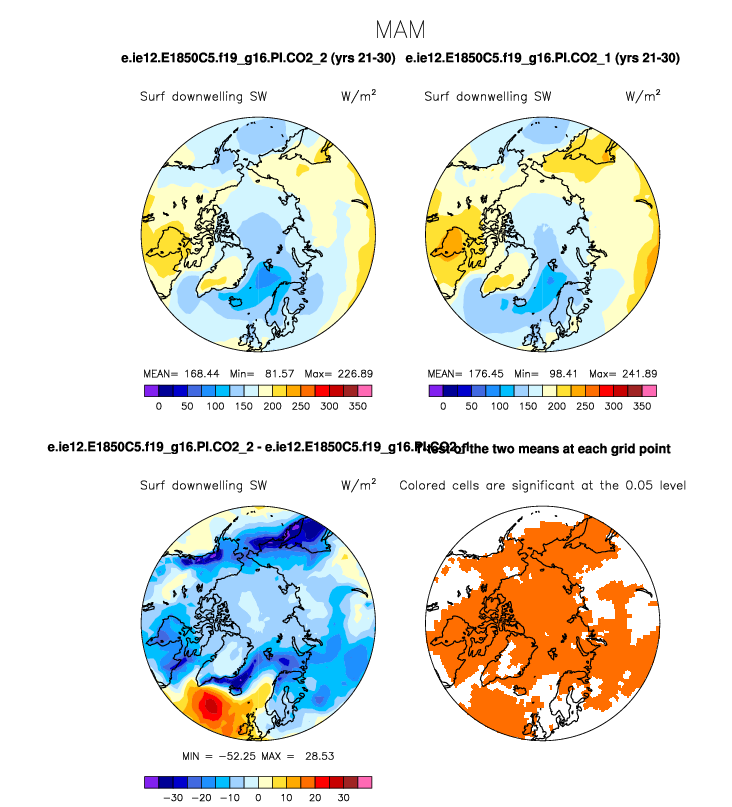 MAM
e.ie12.E1850C5.f19_g16.PI.CO2_2 (yrs 21-30) e.ie12.E1850C5.f19_g16.PI.CO2_1 (yrs 21-30)
Surf downwelling SW W/m² Surf downwelling SW W/m²
MEAN= 168.44 Min= 81.57 Max= 226.89 MEAN= 176.45 Min= 98.41 Max= 241.89
0 50 100 150 200 250 300 350 0 50 100 150 200 250 300 350
e.ie12.E1850C5.f19_g16.PI.CO2_2 - e.ie12.E1850C5.f19_g16.PI.CO2_1 T-test of the two means at each grid point
Surf downwelling SW W/m² Colored cells are significant at the 0.05 level
MIN = -52.25 MAX = 28.53
-30 -20 -10 0 10 20 30